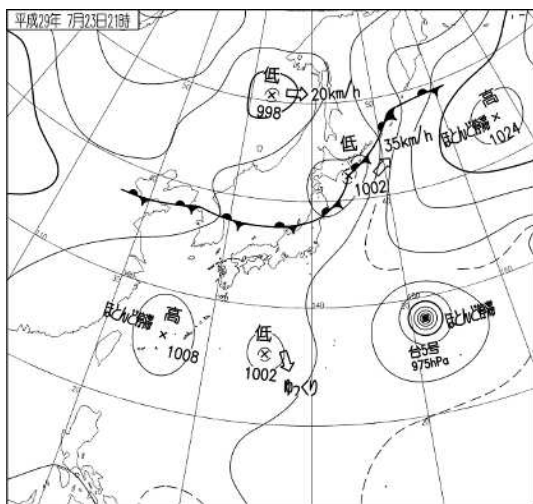 平成29年 7月23日21時
低
998
20km/h
高
ほとんど停滞
1024
低
35km/h
1002
高
ほとんど停滞
1008
低
1002
ゆっくり
ほとんど停滞
台5号
975hPa